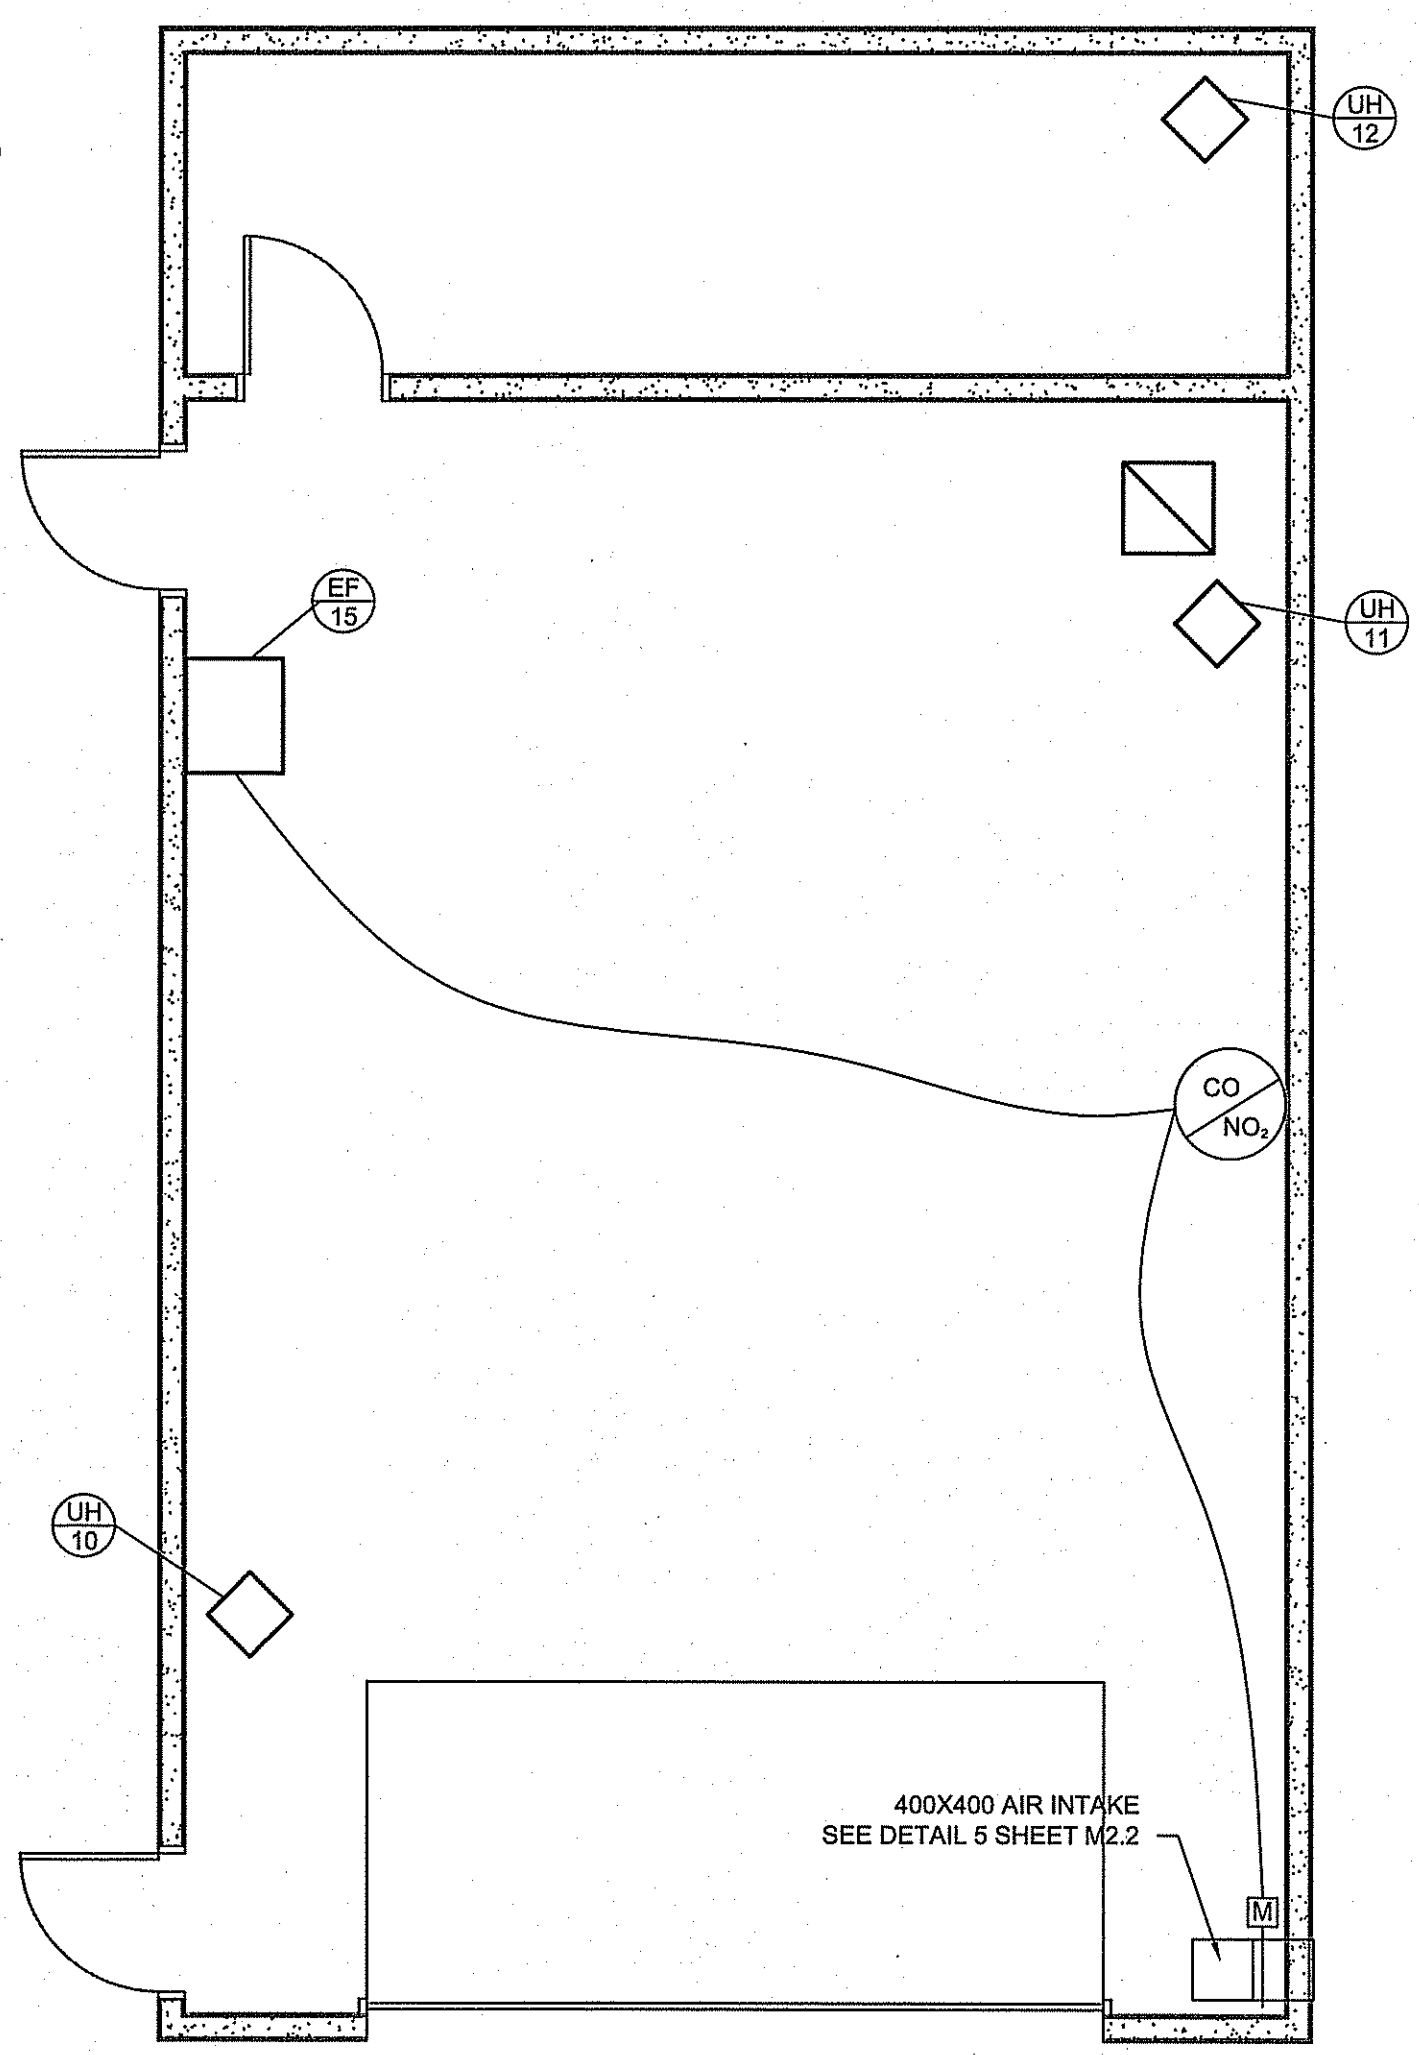 UH
12
EF
15
UH
11
CO
NO₂
UH
10
400X400 AIR INTAKE
SEE DETAIL 5 SHEET M2.2
M